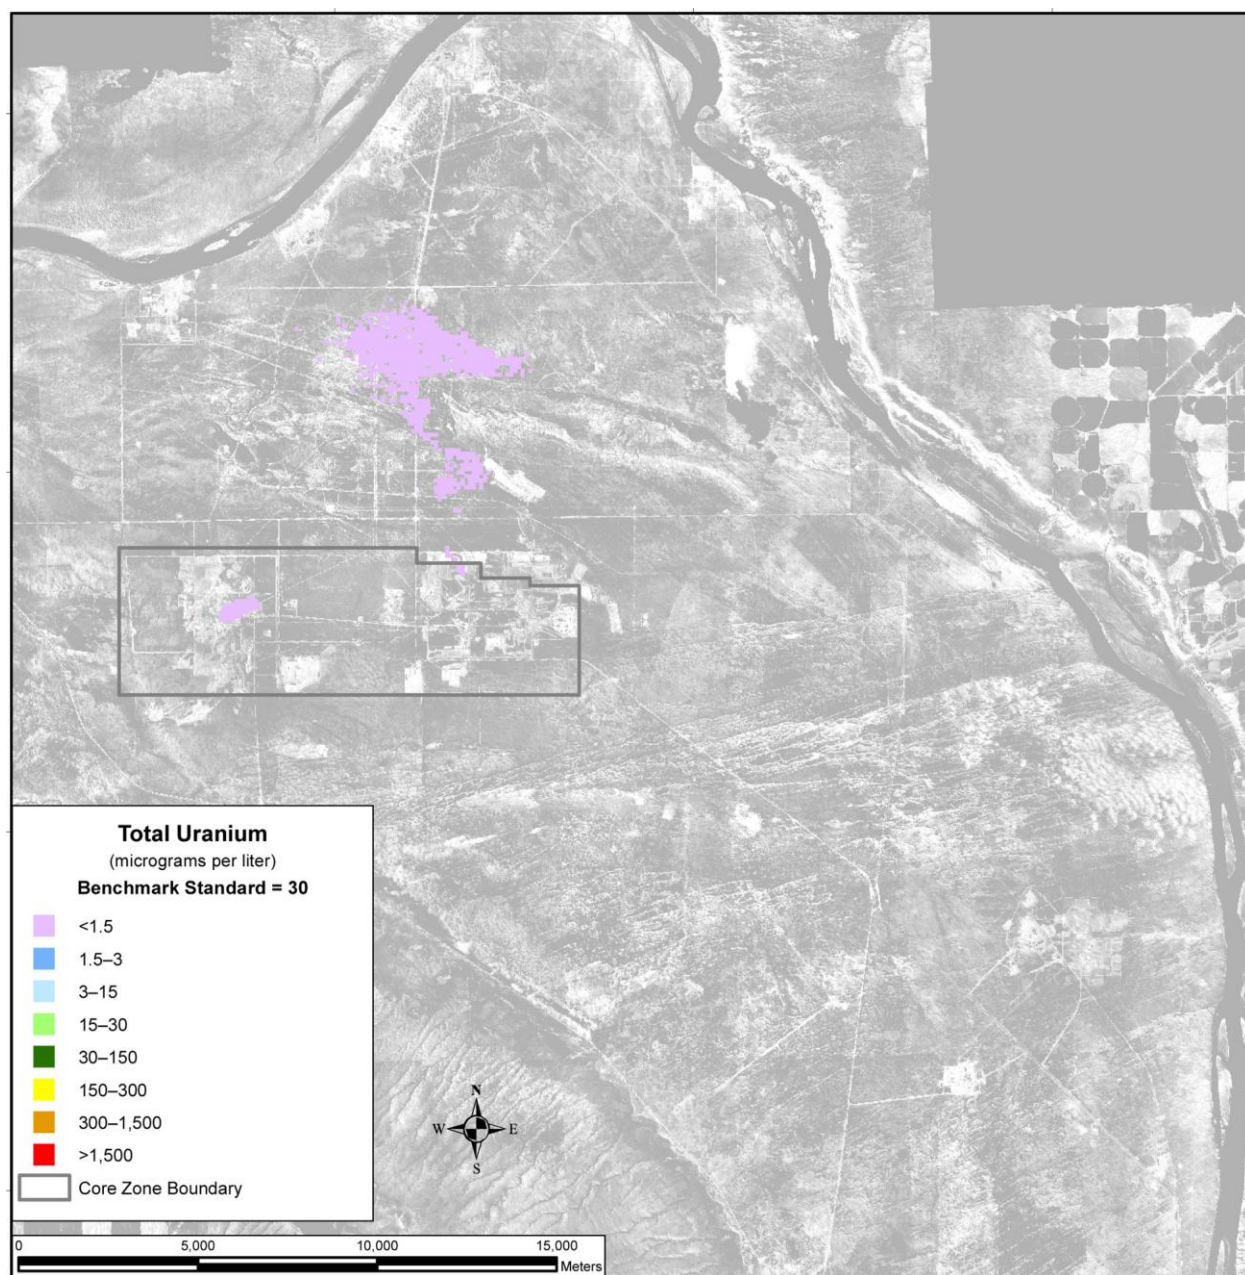 Total Uranium
(micrograms per liter)
Benchmark Standard = 30
<1.5
1.5–3
3–15
15–30
30–150
150–300
300–1,500
>1,500
Core Zone Boundary
N
W E
S
0 5,000 10,000 15,000
Meters